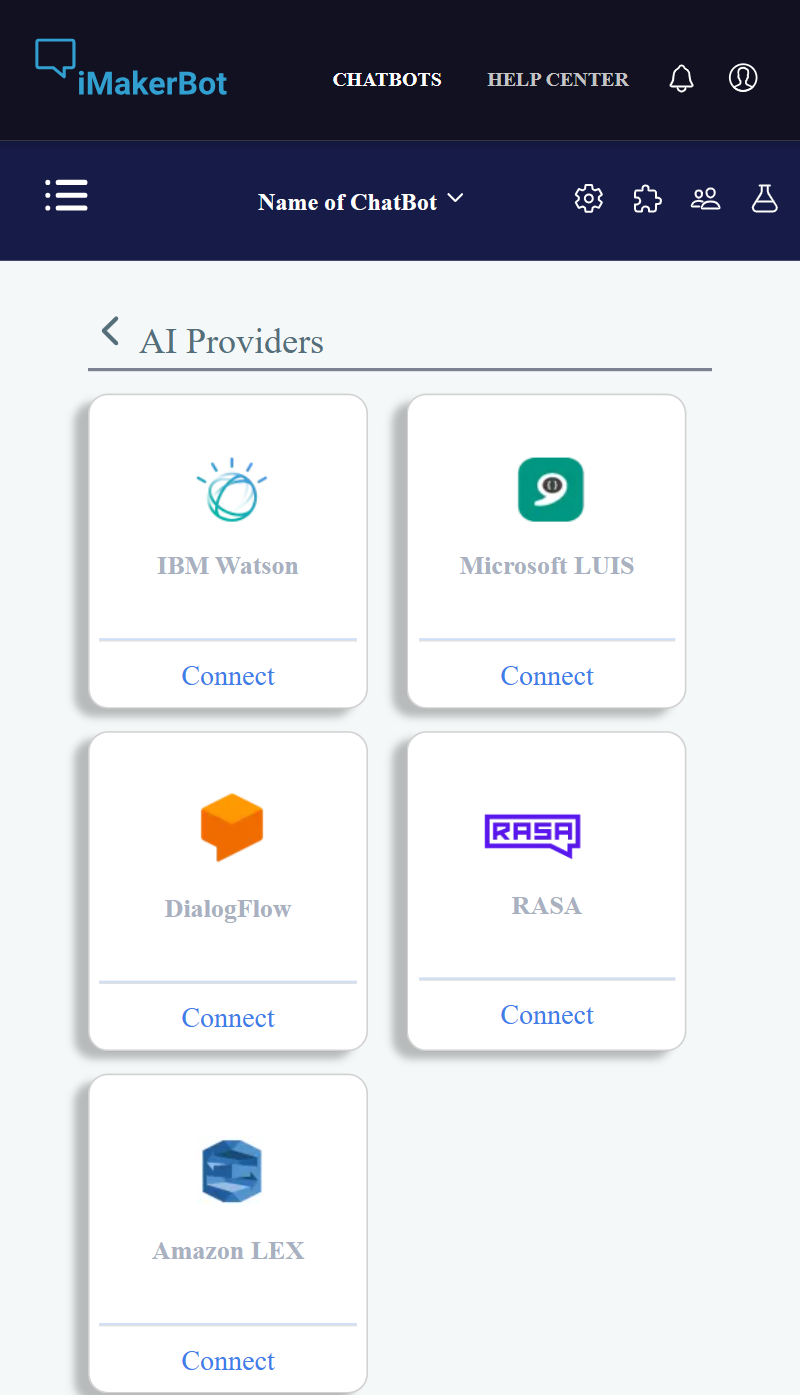 iMakerBot
CHATBOTS
HELP CENTER
Name of ChatBot
AI Providers
IBM Watson
Microsoft LUIS
Connect
Connect
RASA
DialogFlow
RASA
Connect
Connect
Amazon LEX
Connect